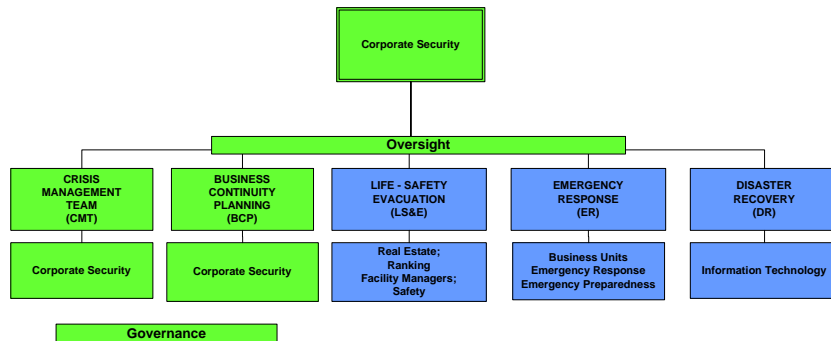 Corporate Security
Oversight
CRISIS
MANAGEMENT
TEAM
(CMT)
BUSINESS
CONTINUITY
PLANNING
(BCP)
LIFE - SAFETY
EVACUATION
(LS&E)
EMERGENCY
RESPONSE
(ER)
DISASTER
RECOVERY
(DR)
Corporate Security
Corporate Security
Real Estate;
Ranking
Facility Managers;
Safety
Business Units
Emergency Response
Emergency Preparedness
Information Technology
Governance